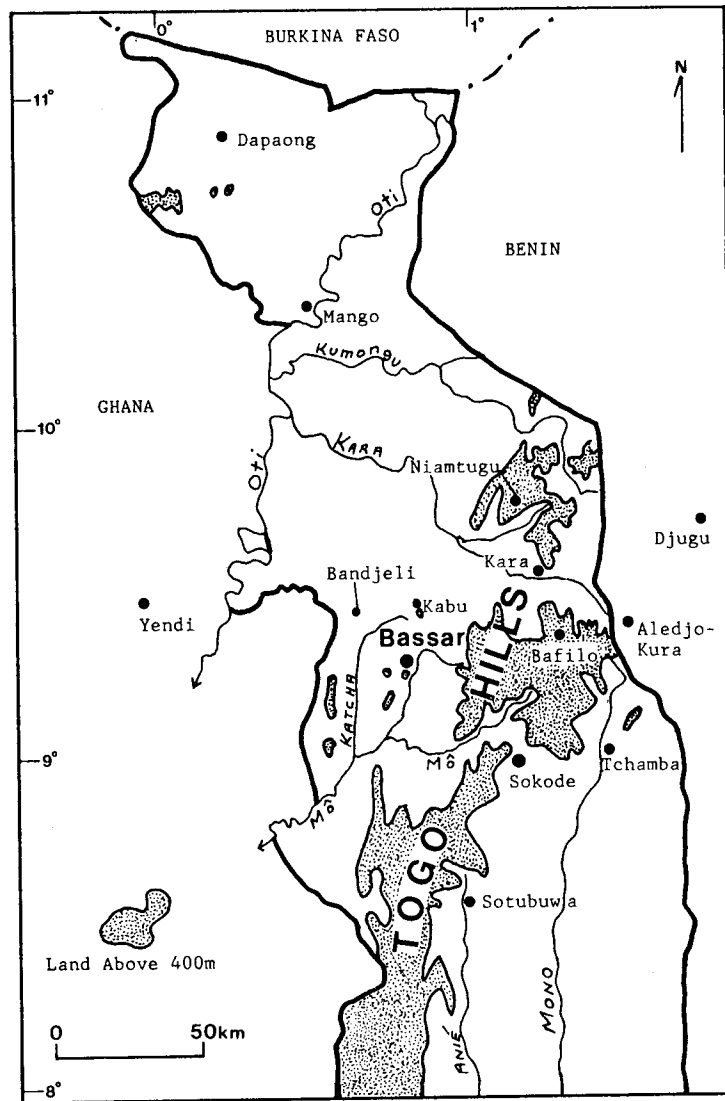 0°
1°
BURKINA FASO
N
11°
Dapaong
Oti
BENIN
Mango
Kumongu
GHANA
10°
KARA
Oti
Niamtugu
Djugu
Kara
Bandjeli
Kabu
Yendi
Aledjo-
Kura
Bassar
Bafilo
HILLS
KATCHA
9°
Mô
Tchamba
Sokode
Mô
TOGO
Sotubuwa
Land Above 400m
MONO
0
50km
ANIÉ
8°